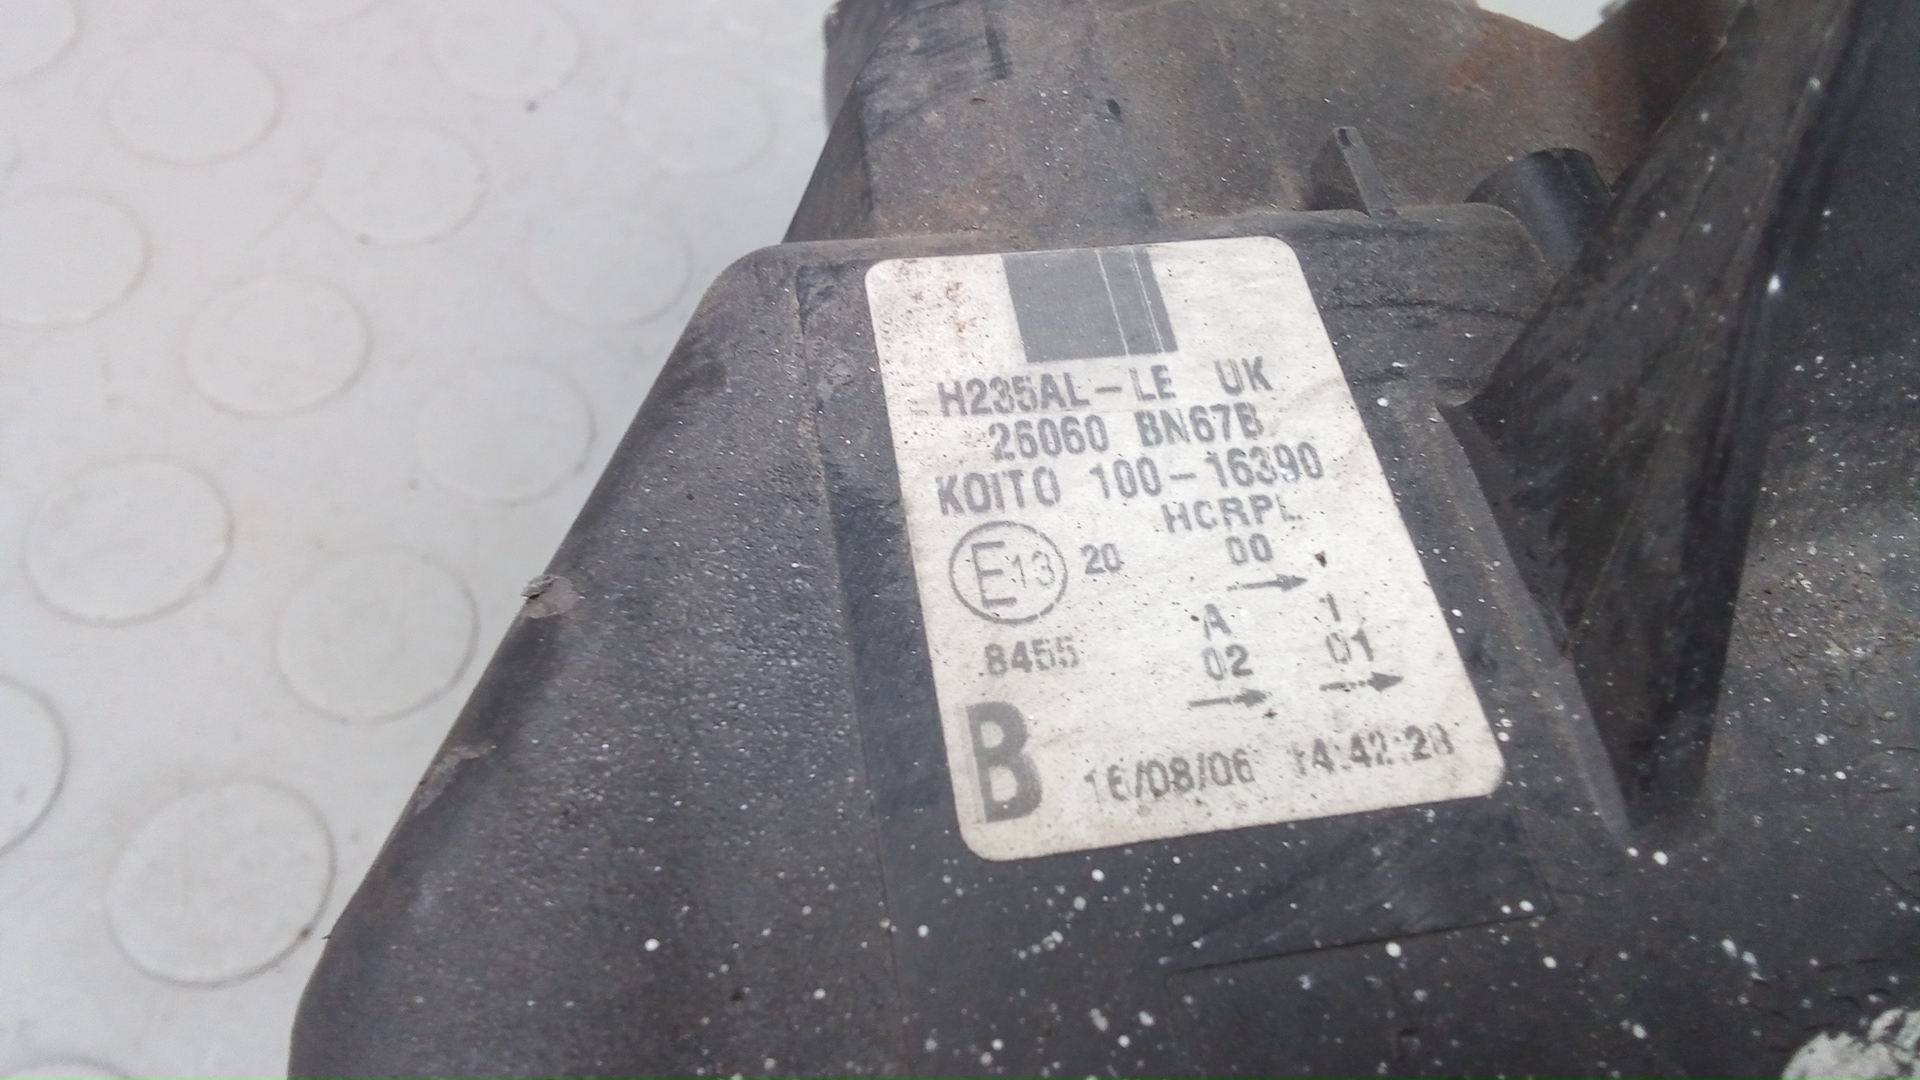 H235AL-LE UK
26060 BN67B
KOITO 100-16390
HCRPL
E13 20 00
8455 A 1
02 01
B 16/08/06 14:42:28